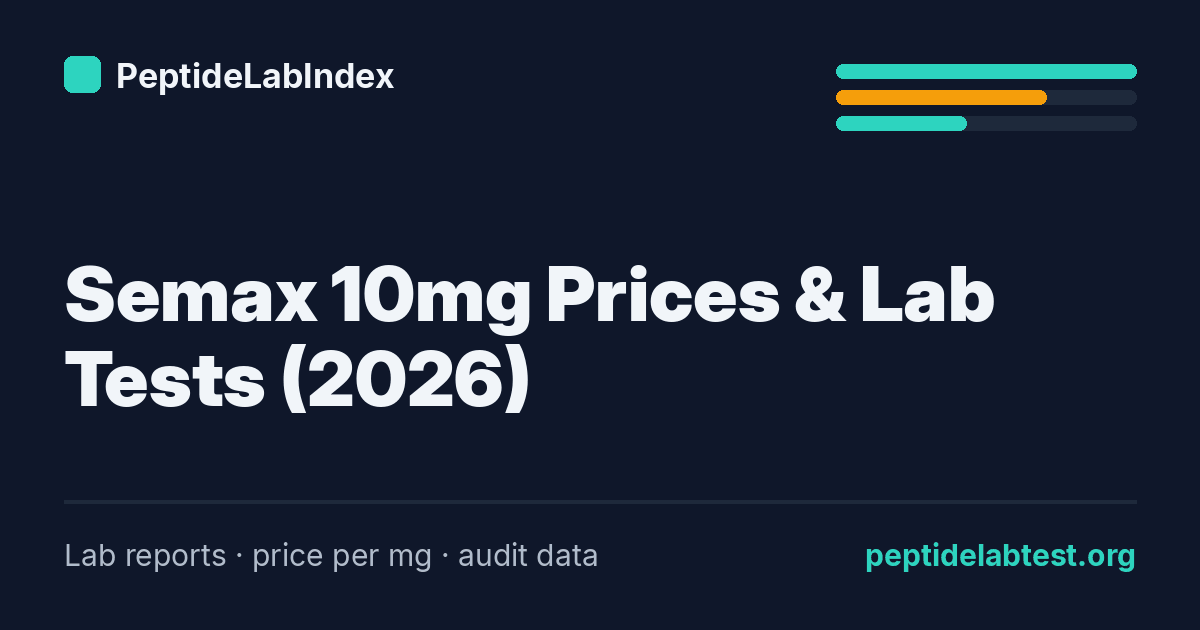 PeptideLabIndex
Semax 10mg Prices & Lab
Tests (2026)
Lab reports · price per mg · audit data
peptidelabtest.org